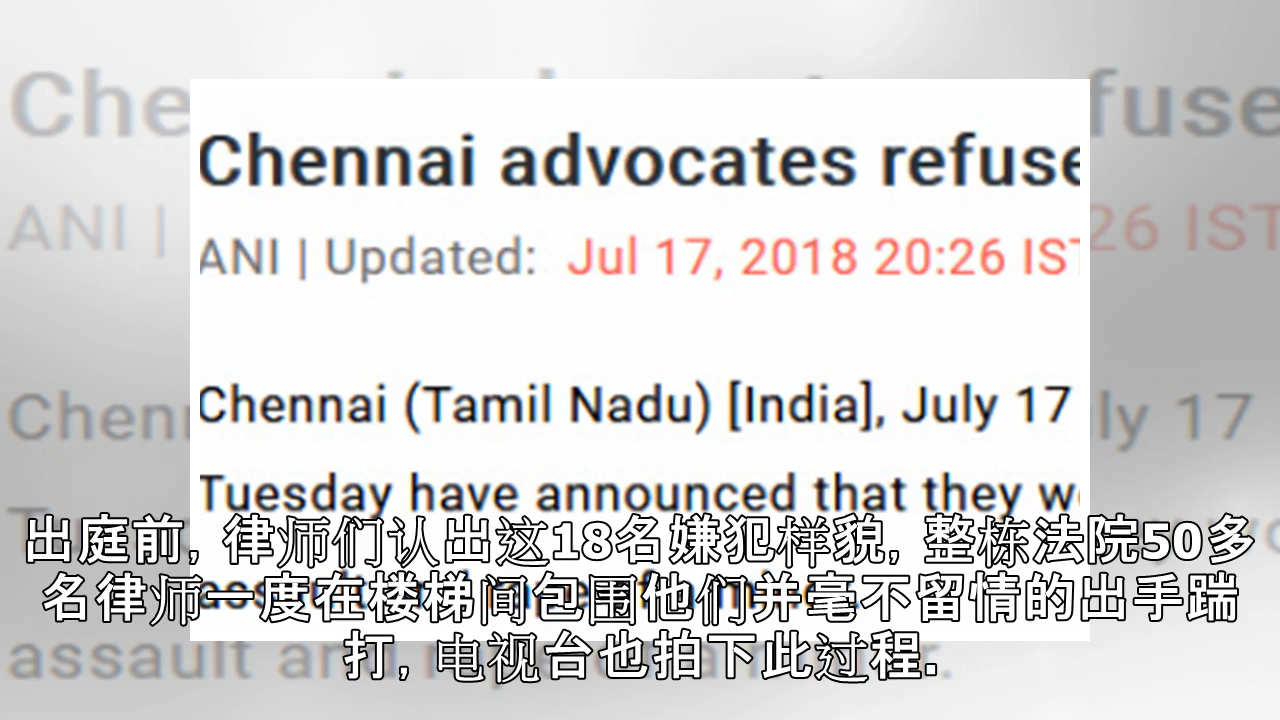 Chennai advocates refuse
ANI | Updated: Jul 17, 2018 20:26 IST
Chennai (Tamil Nadu) [India], July 17
Tuesday have announced that they
出庭前, 律师们认出这18名嫌犯样貌, 整栋法院50多
名律师一度在楼梯间包围他们并毫不留情的出手踹
打, 电视台也拍下此过程.